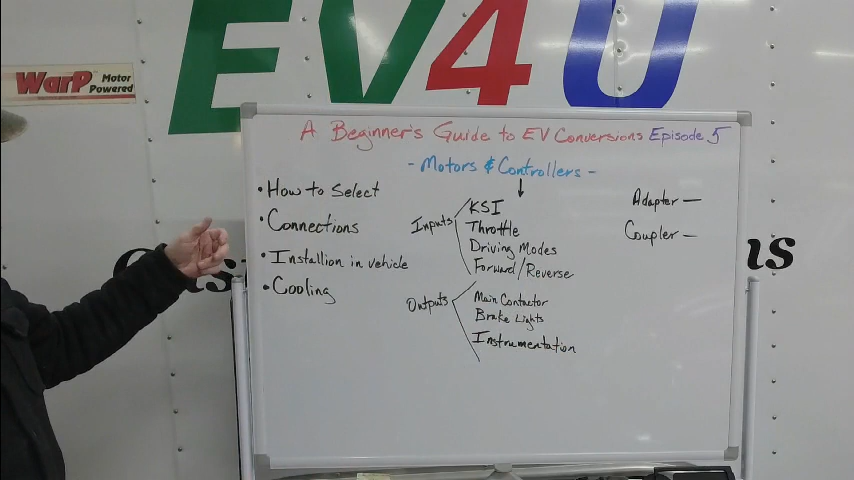 EV4U
WarP Motor
Powered
A Beginner's Guide to EV Conversions Episode 5
- Motors & Controllers -
• How to Select
• Connections
• Installion in vehicle
• Cooling
Inputs
KSI
Throttle
Driving Modes
Forward/Reverse
Outputs
Main Contactor
Brake Lights
Instrumentation
Adapter —
Coupler —